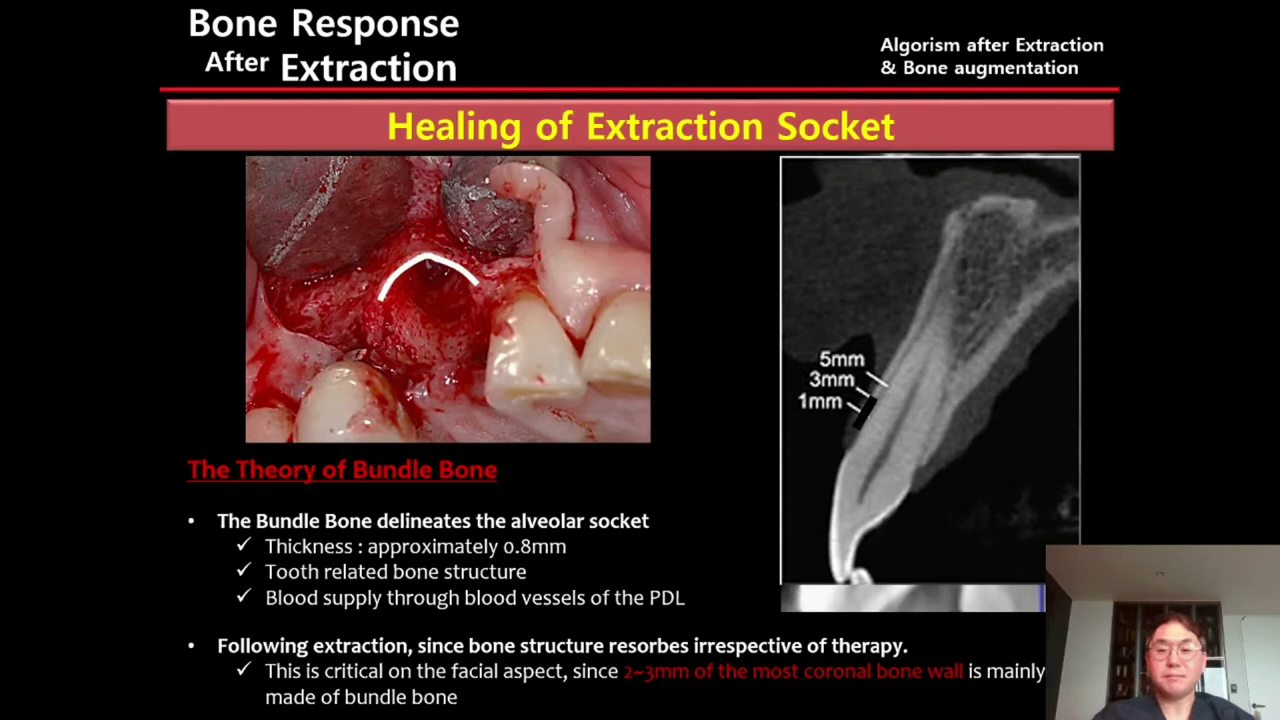 Bone Response
After Extraction
Algorism after Extraction
& Bone augmentation
Healing of Extraction Socket
5mm
3mm
1mm
The Theory of Bundle Bone
• The Bundle Bone delineates the alveolar socket
✓ Thickness : approximately 0.8mm
✓ Tooth related bone structure
✓ Blood supply through blood vessels of the PDL
• Following extraction, since bone structure resorbes irrespective of therapy.
✓ This is critical on the facial aspect, since 2~3mm of the most coronal bone wall is mainly
made of bundle bone